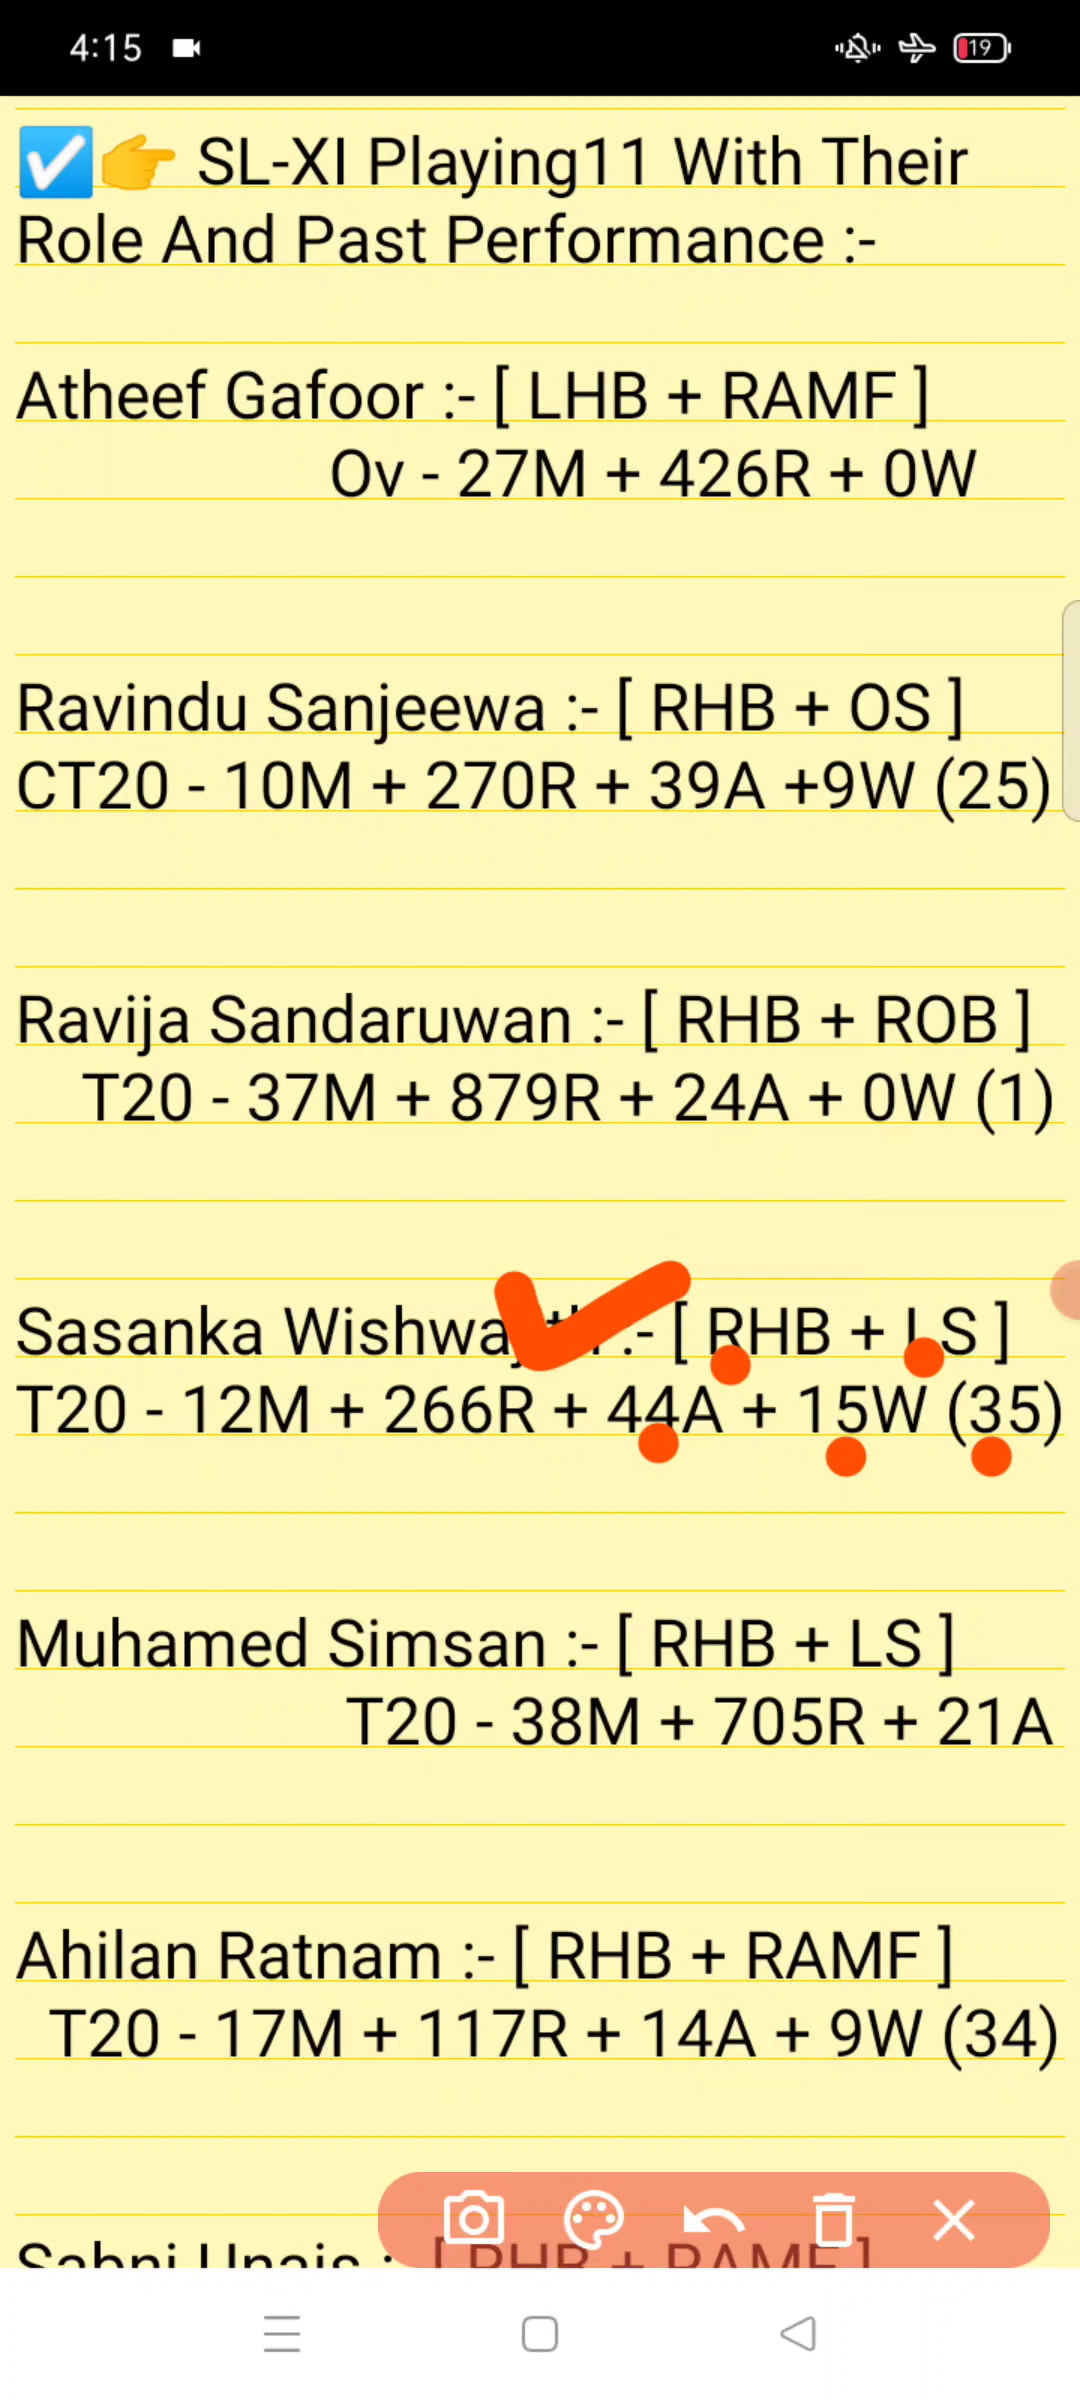 4:15
19
SL-XI Playing11 With Their
Role And Past Performance :-
Atheef Gafoor :- [ LHB + RAMF ]
Ov - 27M + 426R + 0W
Ravindu Sanjeewa :- [ RHB + OS ]
CT20 - 10M + 270R + 39A +9W (25)
Ravija Sandaruwan :- [ RHB + ROB ]
T20 - 37M + 879R + 24A + 0W (1)
Sasanka :- [ RHB + LS ]
T20 - 12M + 266R + 44A + 15W (35)
Muhamed Simsan :- [ RHB + LS ]
T20 - 38M + 705R + 21A
Ahilan Ratnam :- [ RHB + RAMF ]
T20 - 17M + 117R + 14A + 9W (34)
[ RHB + RAMF ]